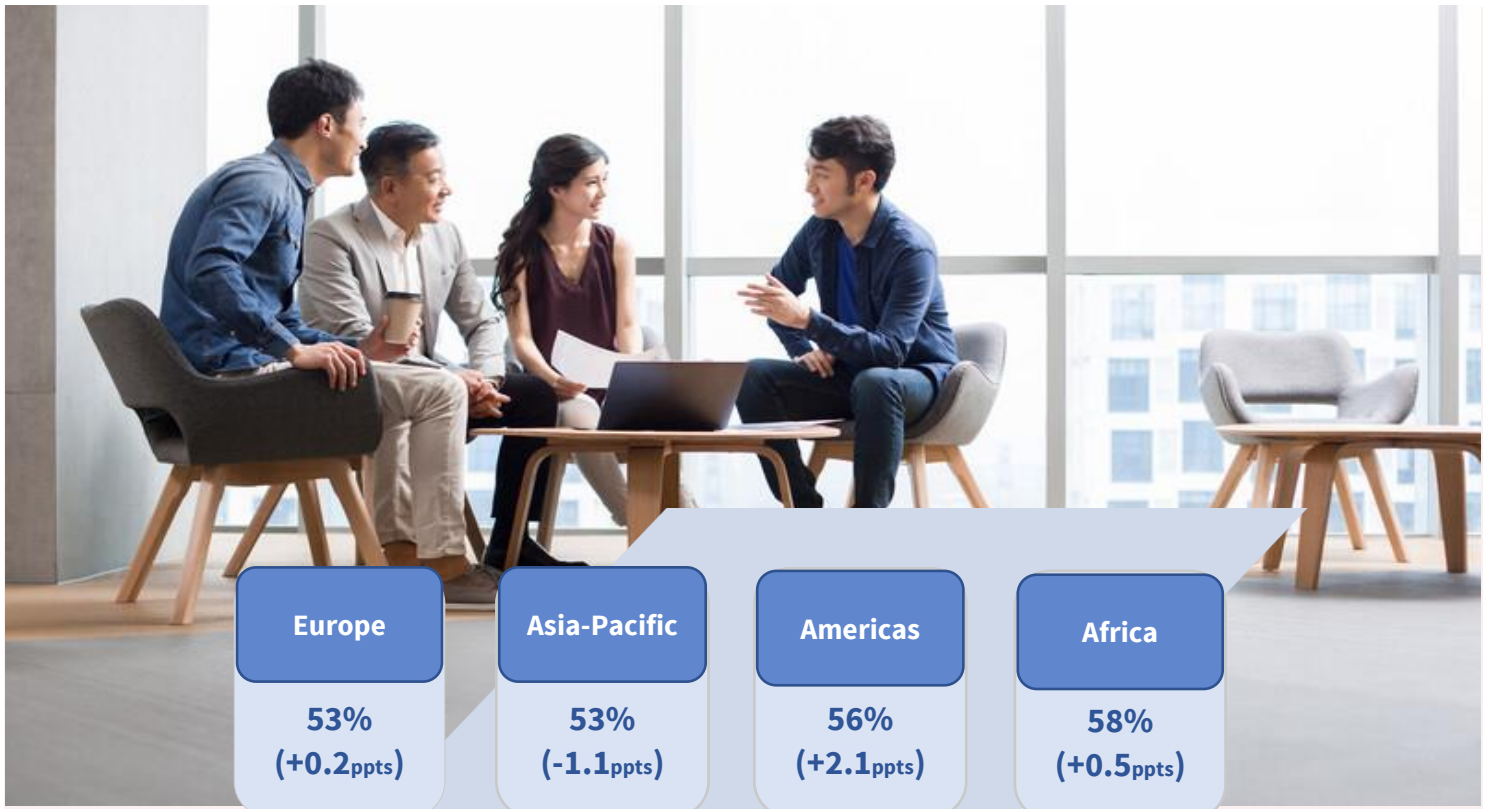 Europe
53%
(+0.2ppts)
Asia-Pacific
53%
(-1.1ppts)
Americas
56%
(+2.1ppts)
Africa
58%
(+0.5ppts)